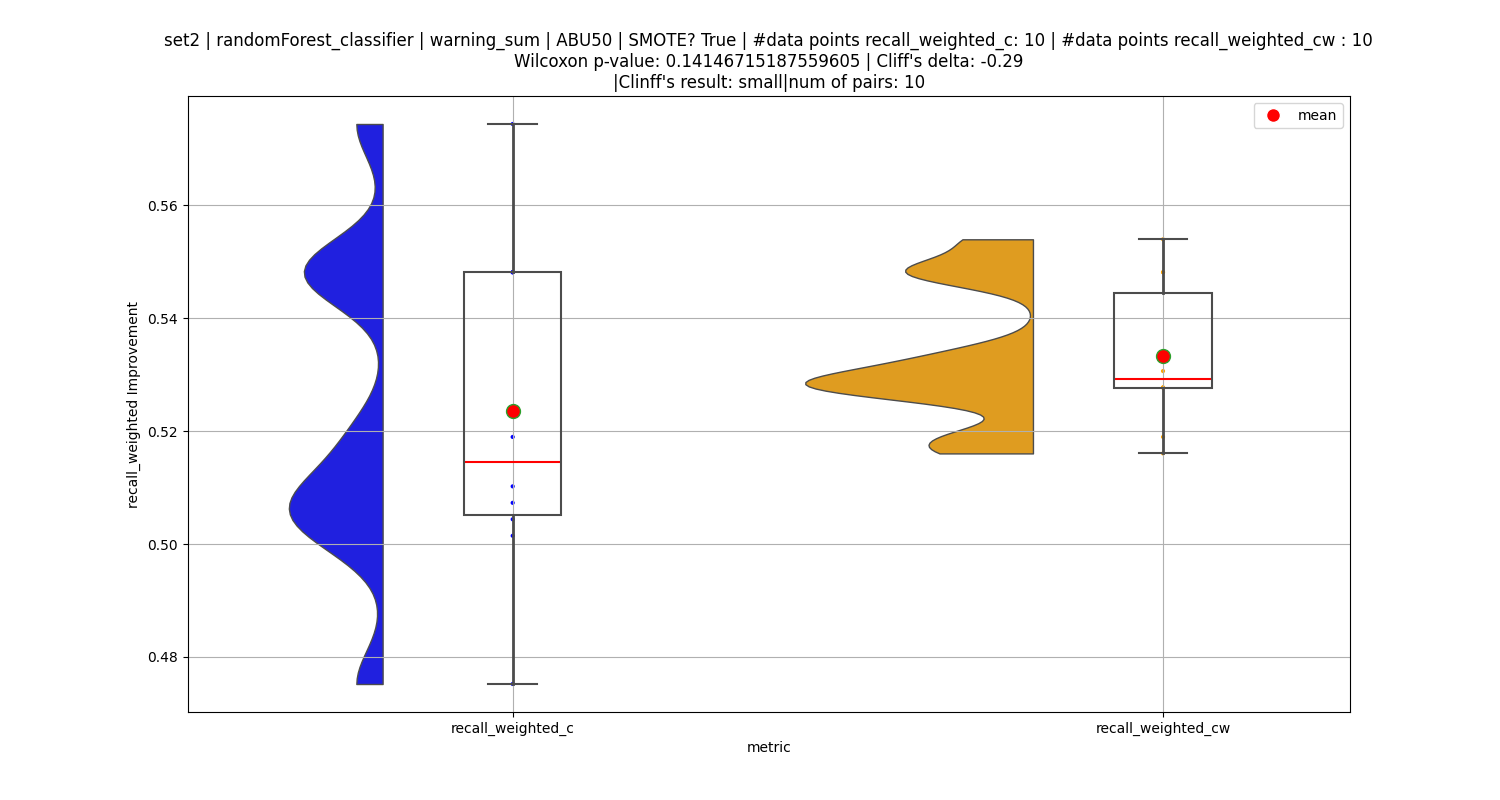 set2 | randomForest_classifier | warning_sum | ABU50 | SMOTE? True | #data points recall_weighted_c: 10 | #data points recall_weighted_cw : 10
Wilcoxon p-value: 0.14146715187559605 | Cliff's delta: -0.29
|Clinff's result: small|num of pairs: 10
mean
recall_weighted Improvement
0.56
0.54
0.52
0.50
0.48
recall_weighted_c
recall_weighted_cw
metric